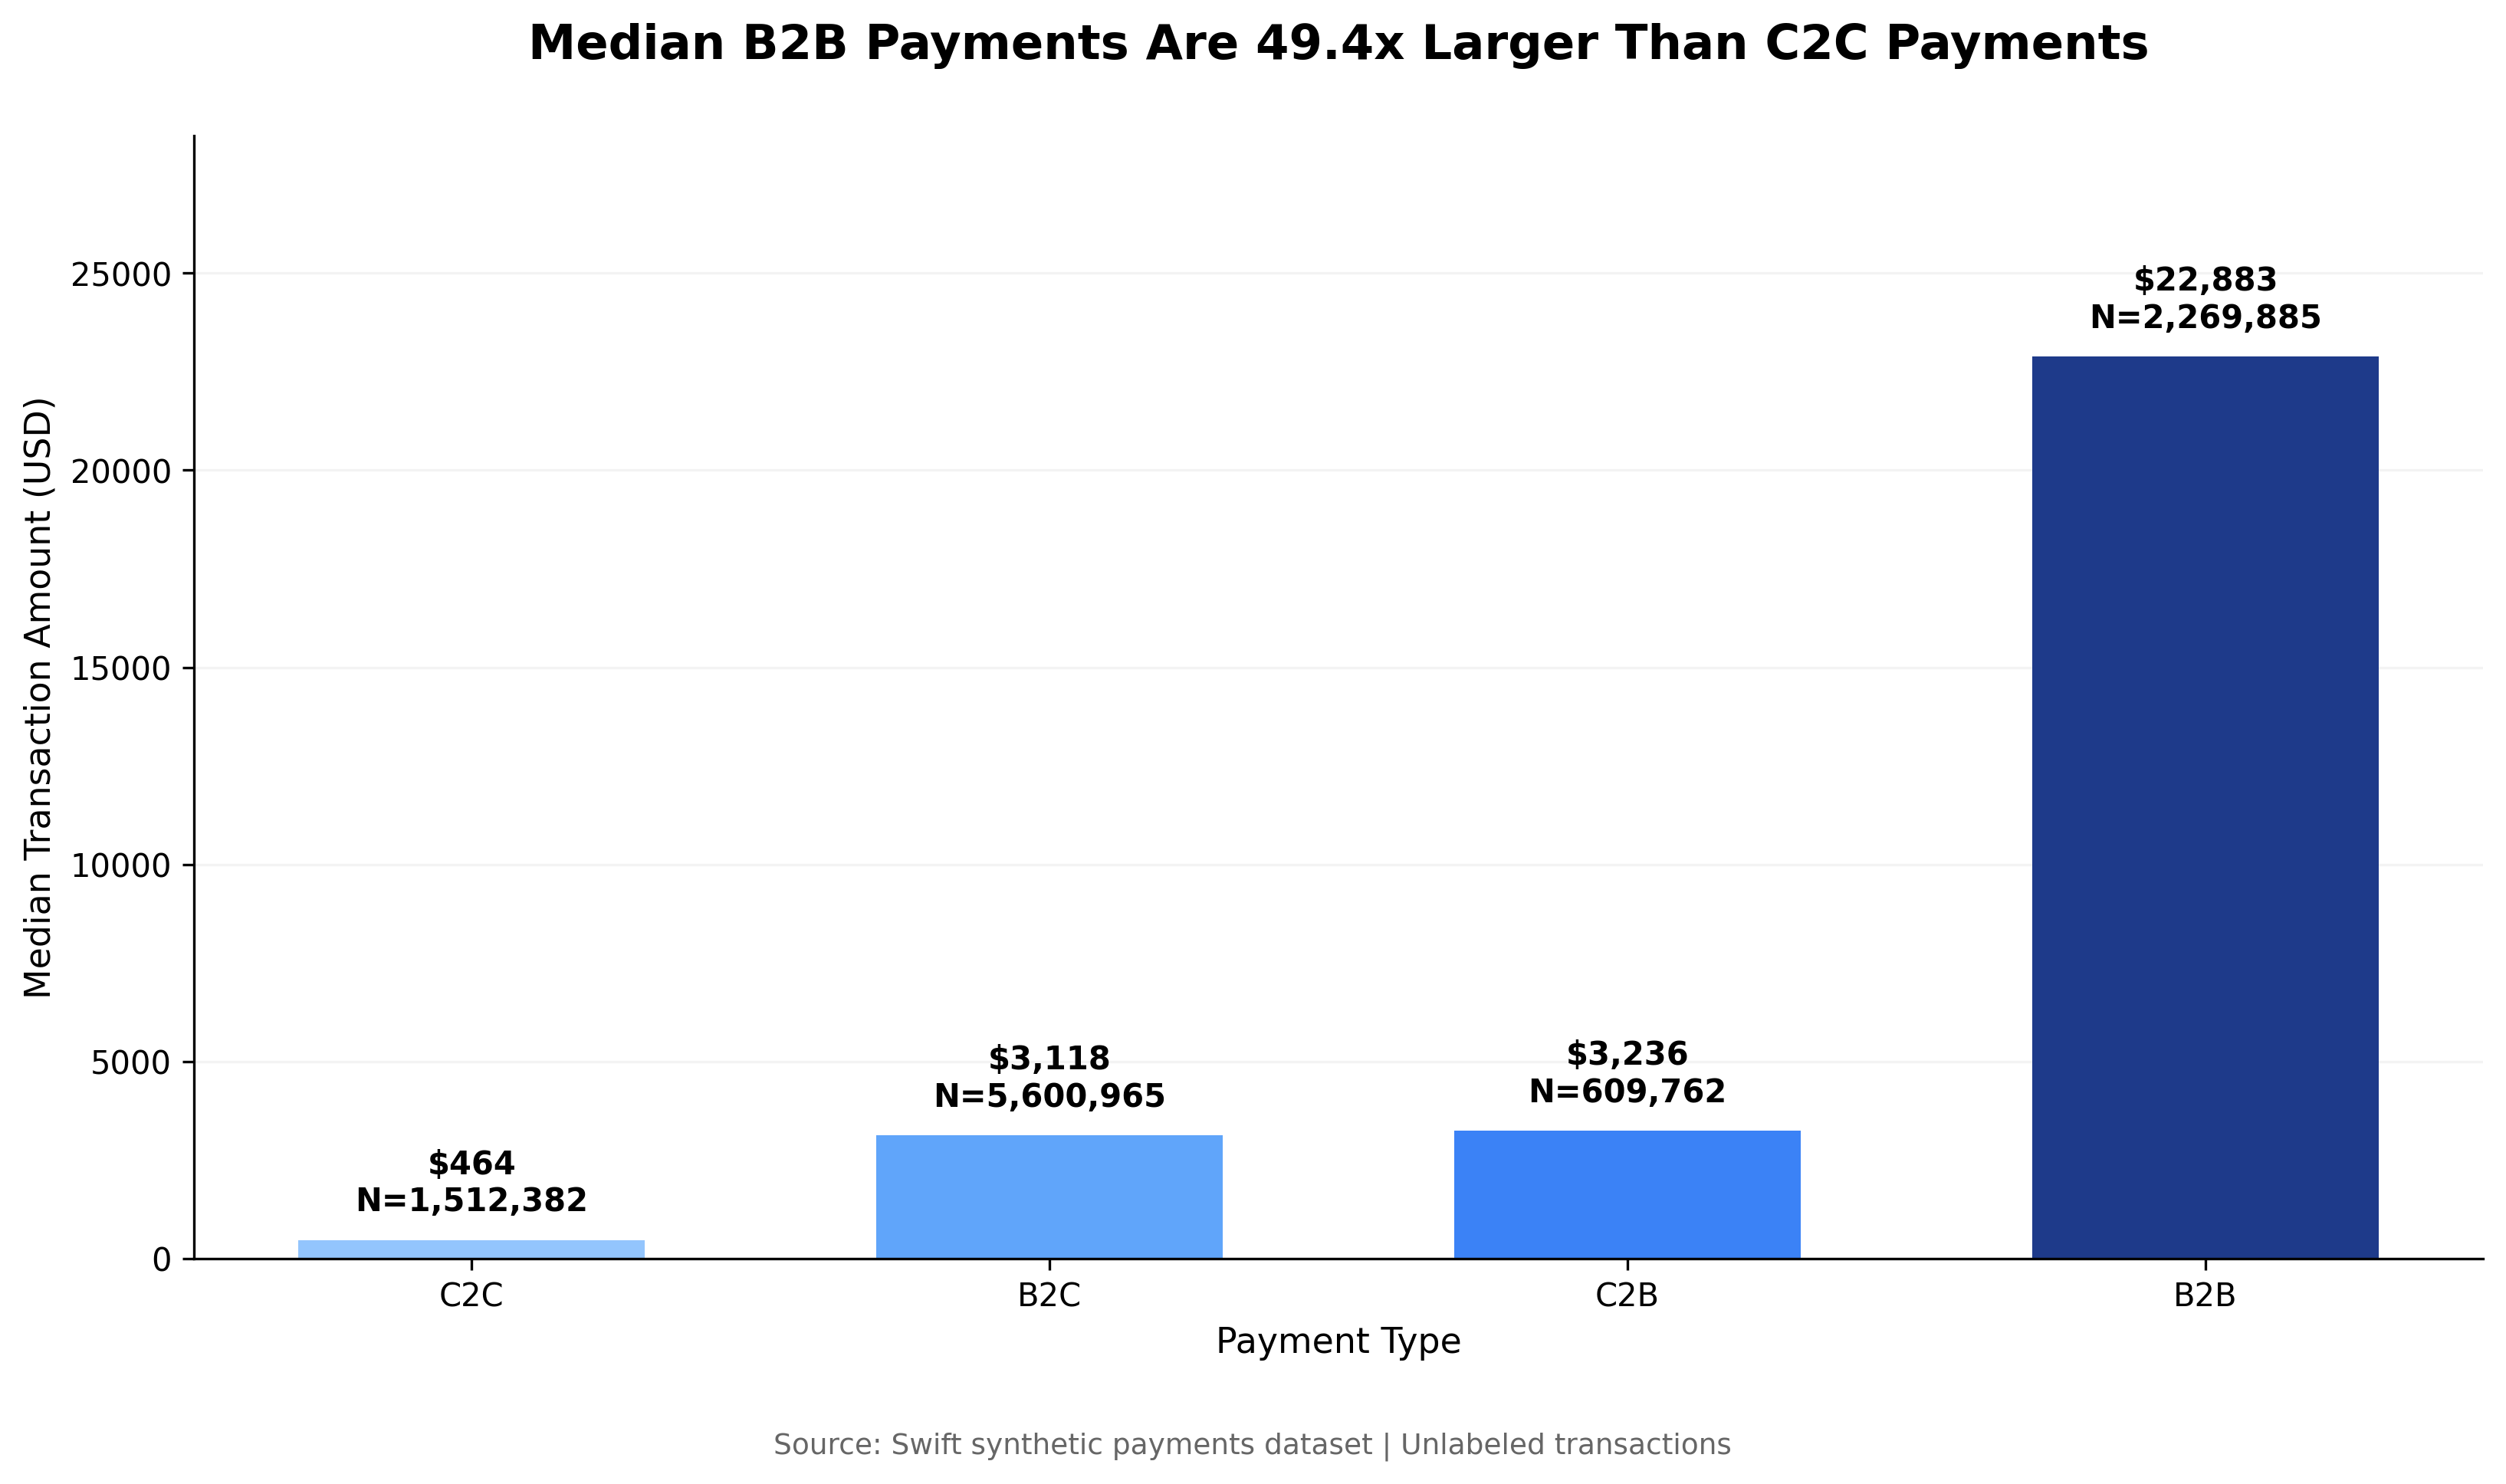 Median B2B Payments Are 49.4x Larger Than C2C Payments
Median Transaction Amount (USD)
25000
20000
15000
10000
5000
0
$464
N=1,512,382
$3,118
N=5,600,965
$3,236
N=609,762
$22,883
N=2,269,885
C2C
B2C
C2B
B2B
Payment Type
Source: Swift synthetic payments dataset | Unlabeled transactions